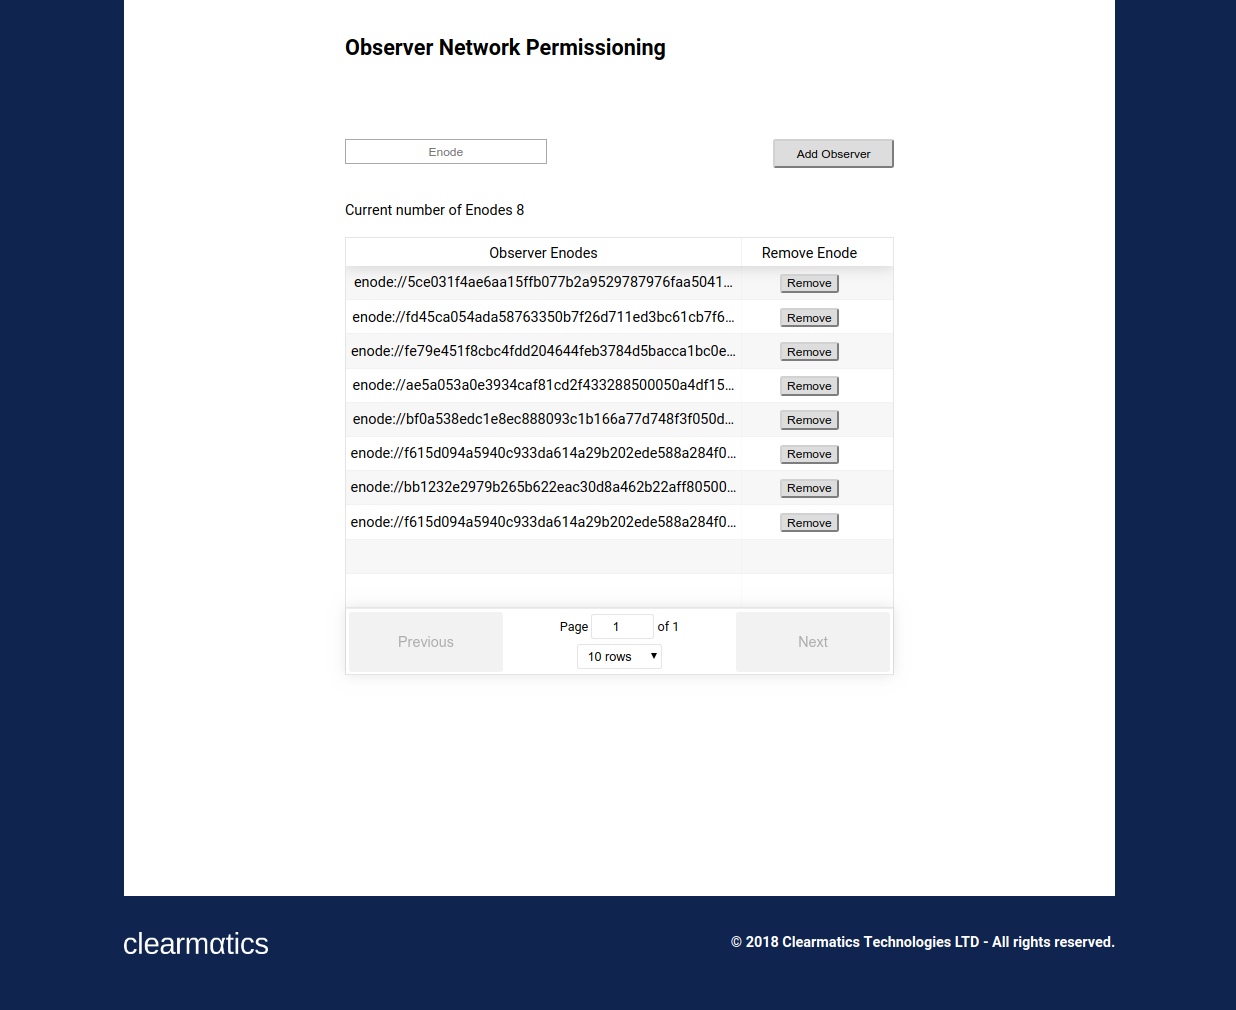 Observer Network Permissioning
Enode
Add Observer
Current number of Enodes 8
Observer Enodes Remove Enode
enode://5ce031f4ae6aa15ffb077b2a9529787976faa5041... Remove
enode://fd45ca054ada58763350b7f26d711ed3bc61cb7f6... Remove
enode://fe79e451f8cbc4fdd204644feb3784d5bacca1bc0e... Remove
enode://ae5a053a0e3934caf81cd2f433288500050a4df15... Remove
enode://bf0a538edc1e8ec888093c1b166a77d748f3f050d... Remove
enode://f615d094a5940c933da614a29b202ede588a284f0... Remove
enode://bb1232e2979b265b622eac30d8a462b22aff80500... Remove
enode://f615d094a5940c933da614a29b202ede588a284f0... Remove
Previous
Page 1 of 1
10 rows
Next
clearmαtics
© 2018 Clearmatics Technologies LTD - All rights reserved.